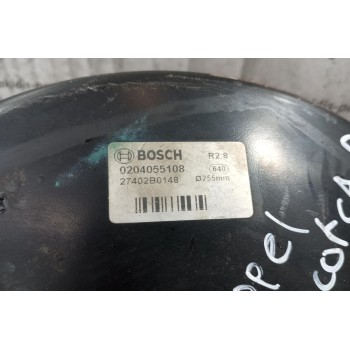 BOSCH R2.8
0204055108 (640)
27402B0148 Ø255mm
OPEL
CORSA D